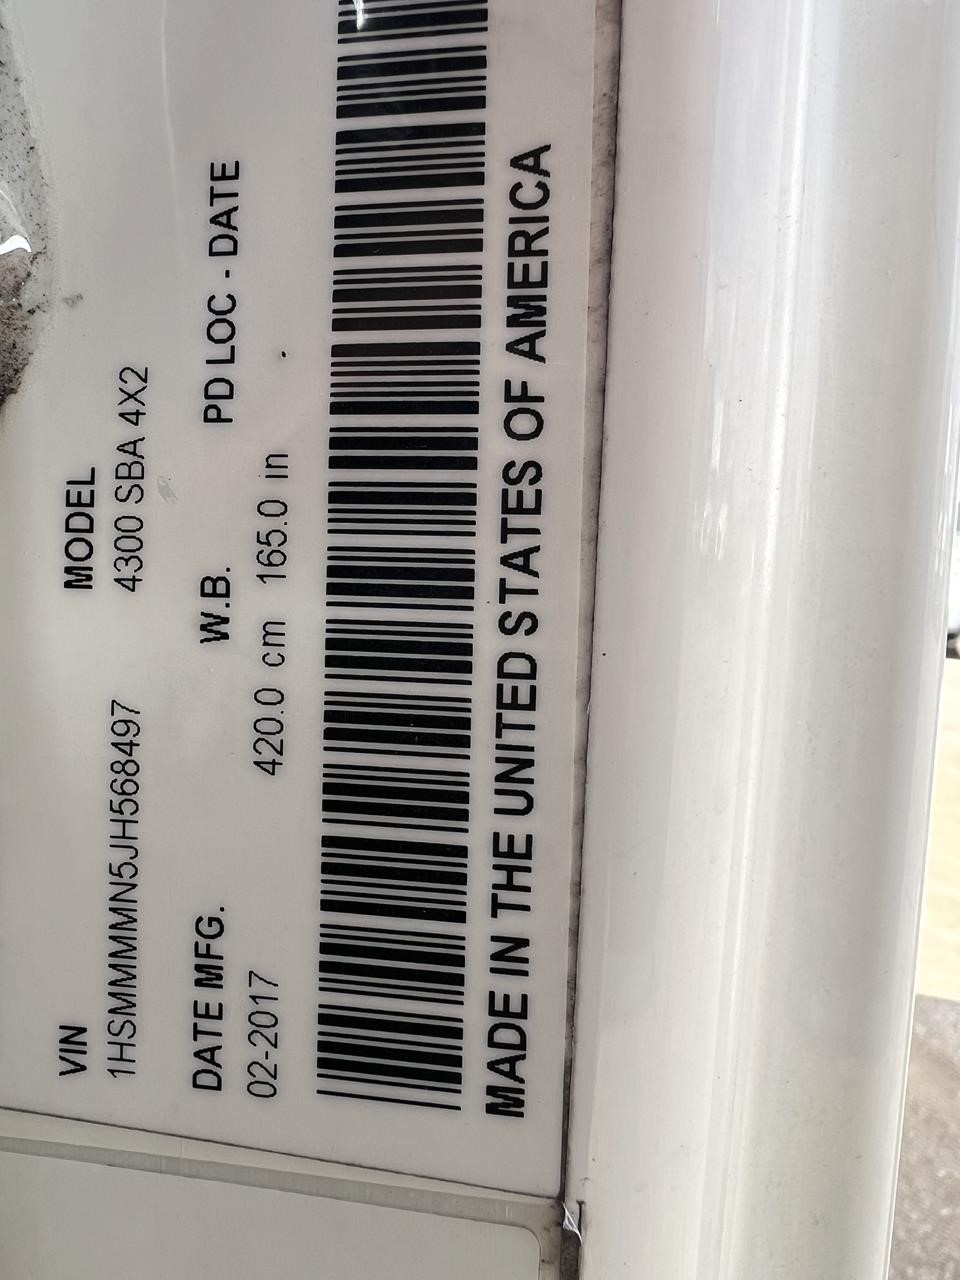 VIN MODEL
1HSMMMMN5JH568497 4300 SBA 4X2
DATE MFG. W.B. PD LOC - DATE
02-2017 420.0 cm 165.0 in .
MADE IN THE UNITED STATES OF AMERICA